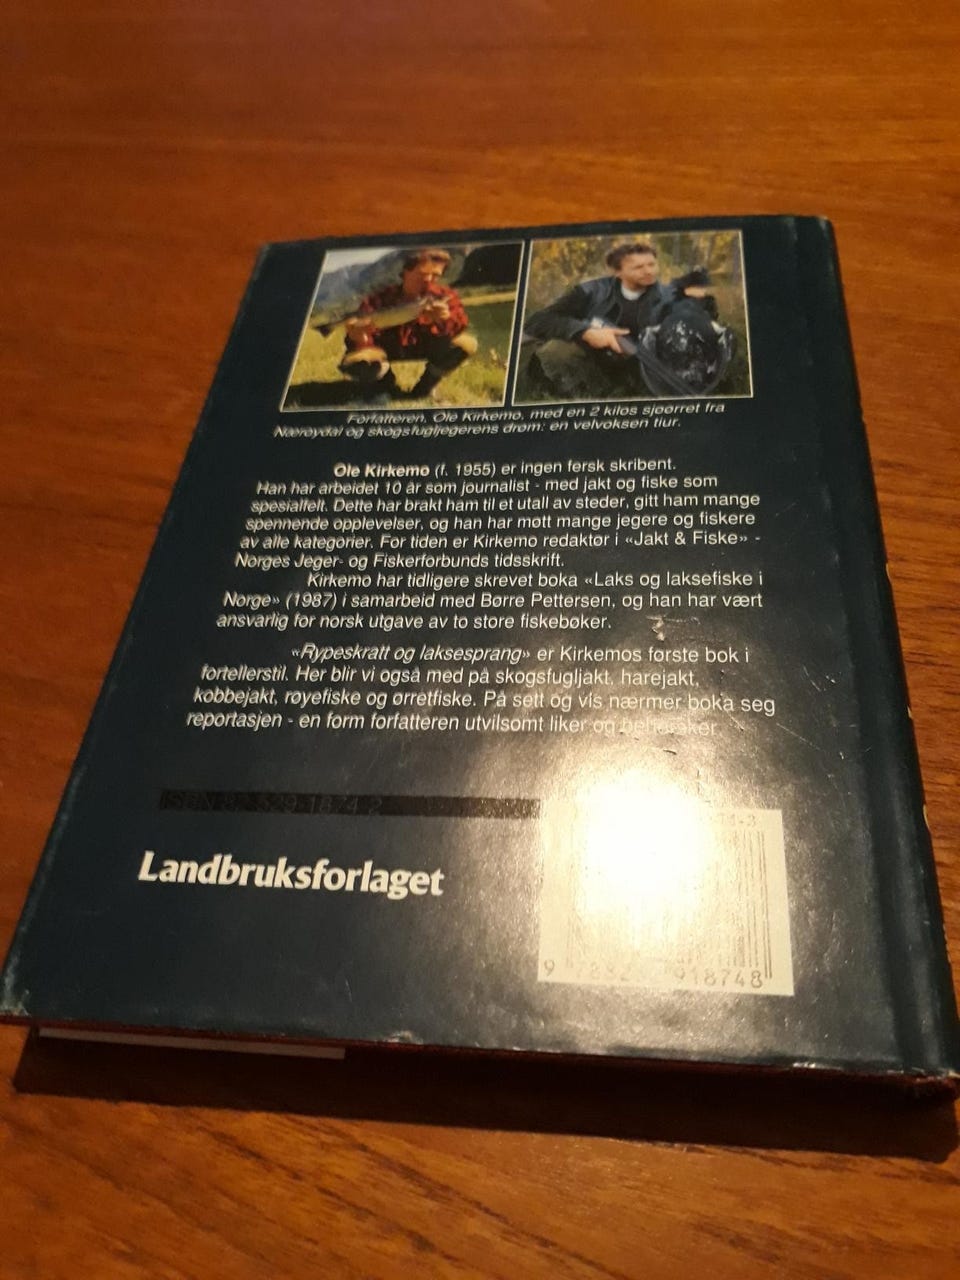 Forfatteren, Ole Kirkemo, med en 2 kilos sjøørret fra
Nærøydal og skogsfugljegerens drøm: en velvoksen tiur.
Ole Kirkemo (f. 1955) er ingen fersk skribent.
Han har arbeidet 10 år som journalist - med jakt og fiske som
spesialfelt. Dette har brakt ham til et utall av steder, gitt ham mange
spennende opplevelser, og han har møtt mange jegere og fiskere
av alle kategorier. For tiden er Kirkemo redaktør i «Jakt & Fiske» -
Norges Jeger- og Fiskerforbunds tidsskrift.
Kirkemo har tidligere skrevet boka «Laks og laksefiske i
Norge» (1987) i samarbeid med Børre Pettersen, og han har vært
ansvarlig for norsk utgave av to store fiskebøker.
«Rypeskratt og laksesprang» er Kirkemos første bok i
fortellerstil. Her blir vi også med på skogsfugljakt, harejakt,
kobbejakt, røyefiske og ørretfiske. På sett og vis nærmer boka seg
reportasjen - en form forfatteren utvilsomt liker og behersker.
Landbruksforlaget
918748